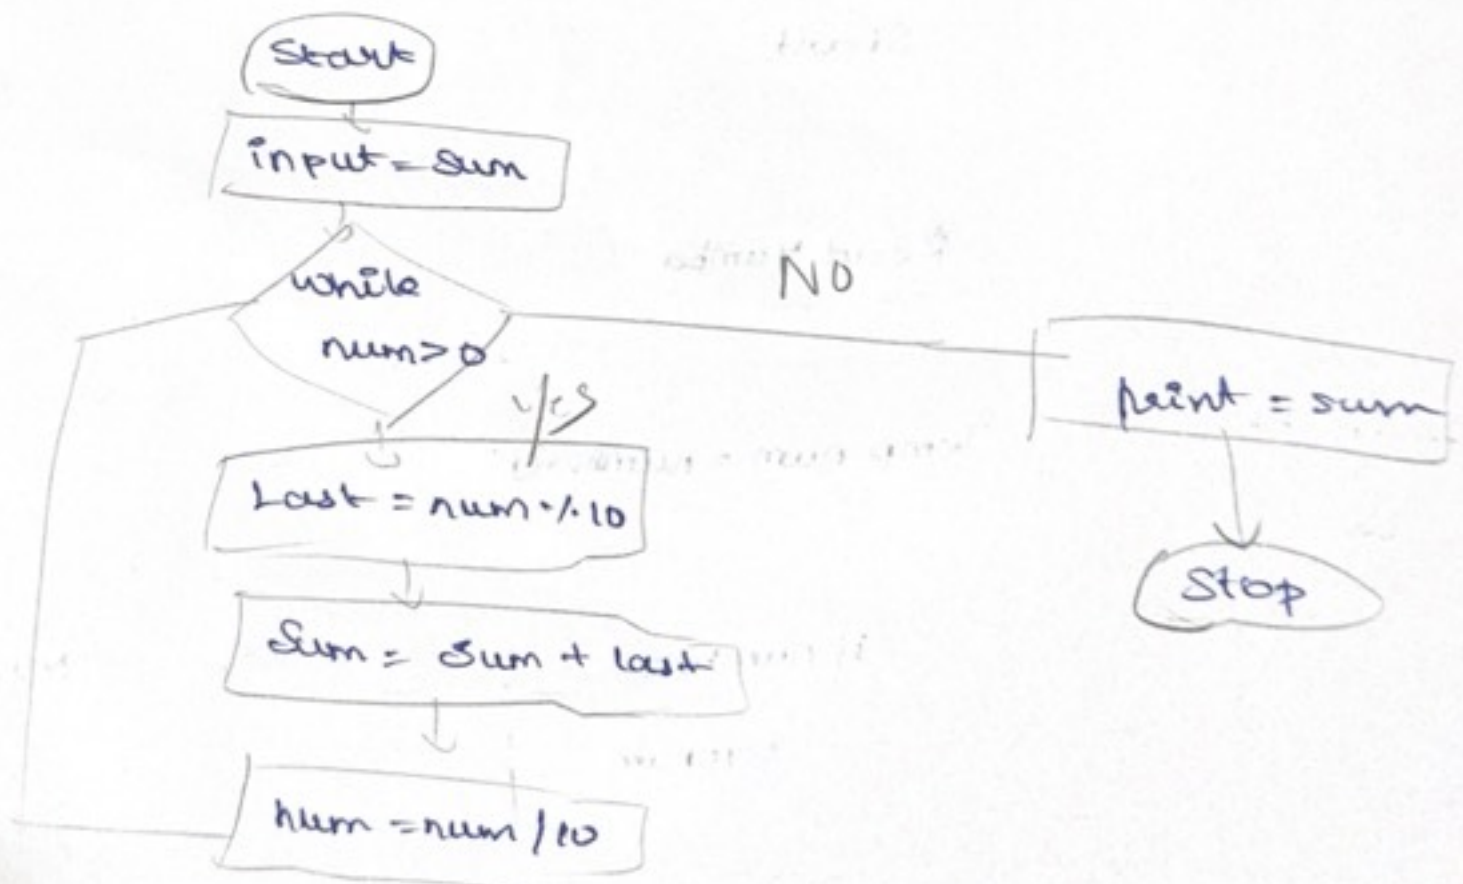 Start
input = sum
while
num > 0
NO
yes
print = sum
Last = num % 10
Stop
Sum = sum + last
num = num / 10